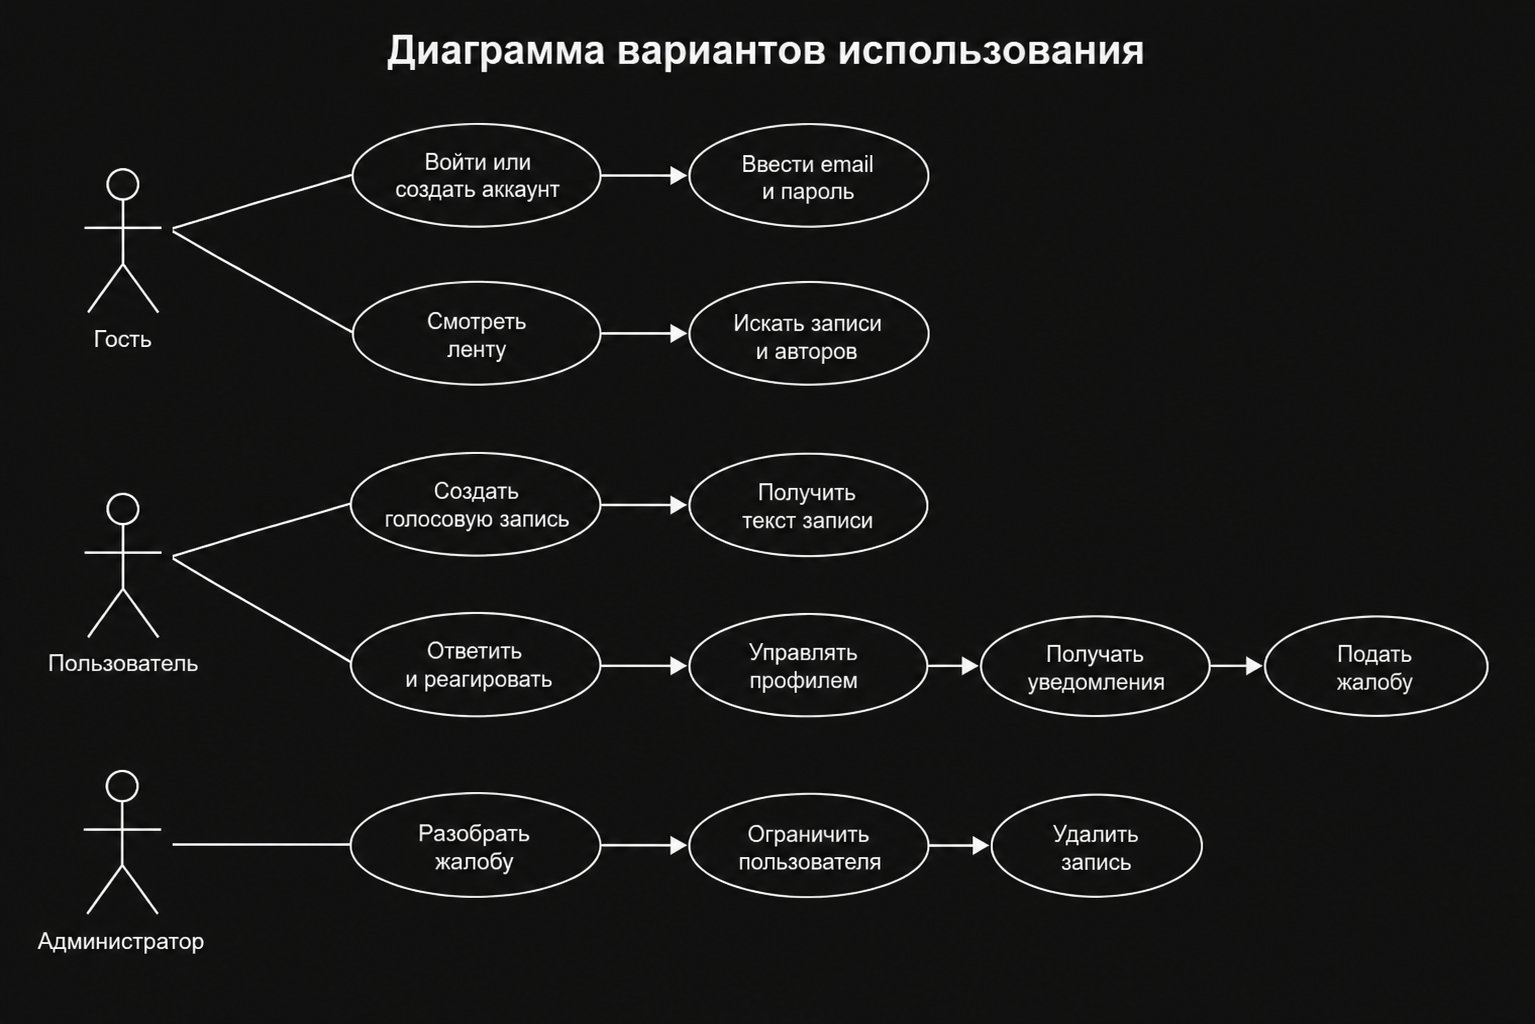 Диаграмма вариантов использования
Войти или
создать аккаунт
Ввести email
и пароль
Гость
Смотреть
ленту
Искать записи
и авторов
Создать
голосовую запись
Получить
текст записи
Пользователь
Ответить
и реагировать
Управлять
профилем
Получать
уведомления
Подать
жалобу
Разобрать
жалобу
Ограничить
пользователя
Удалить
запись
Администратор